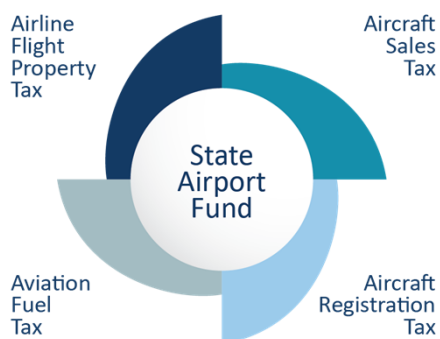 Airline
Flight
Property
Tax
Aircraft
Sales
Tax
State
Airport
Fund
Aviation
Fuel
Tax
Aircraft
Registration
Tax